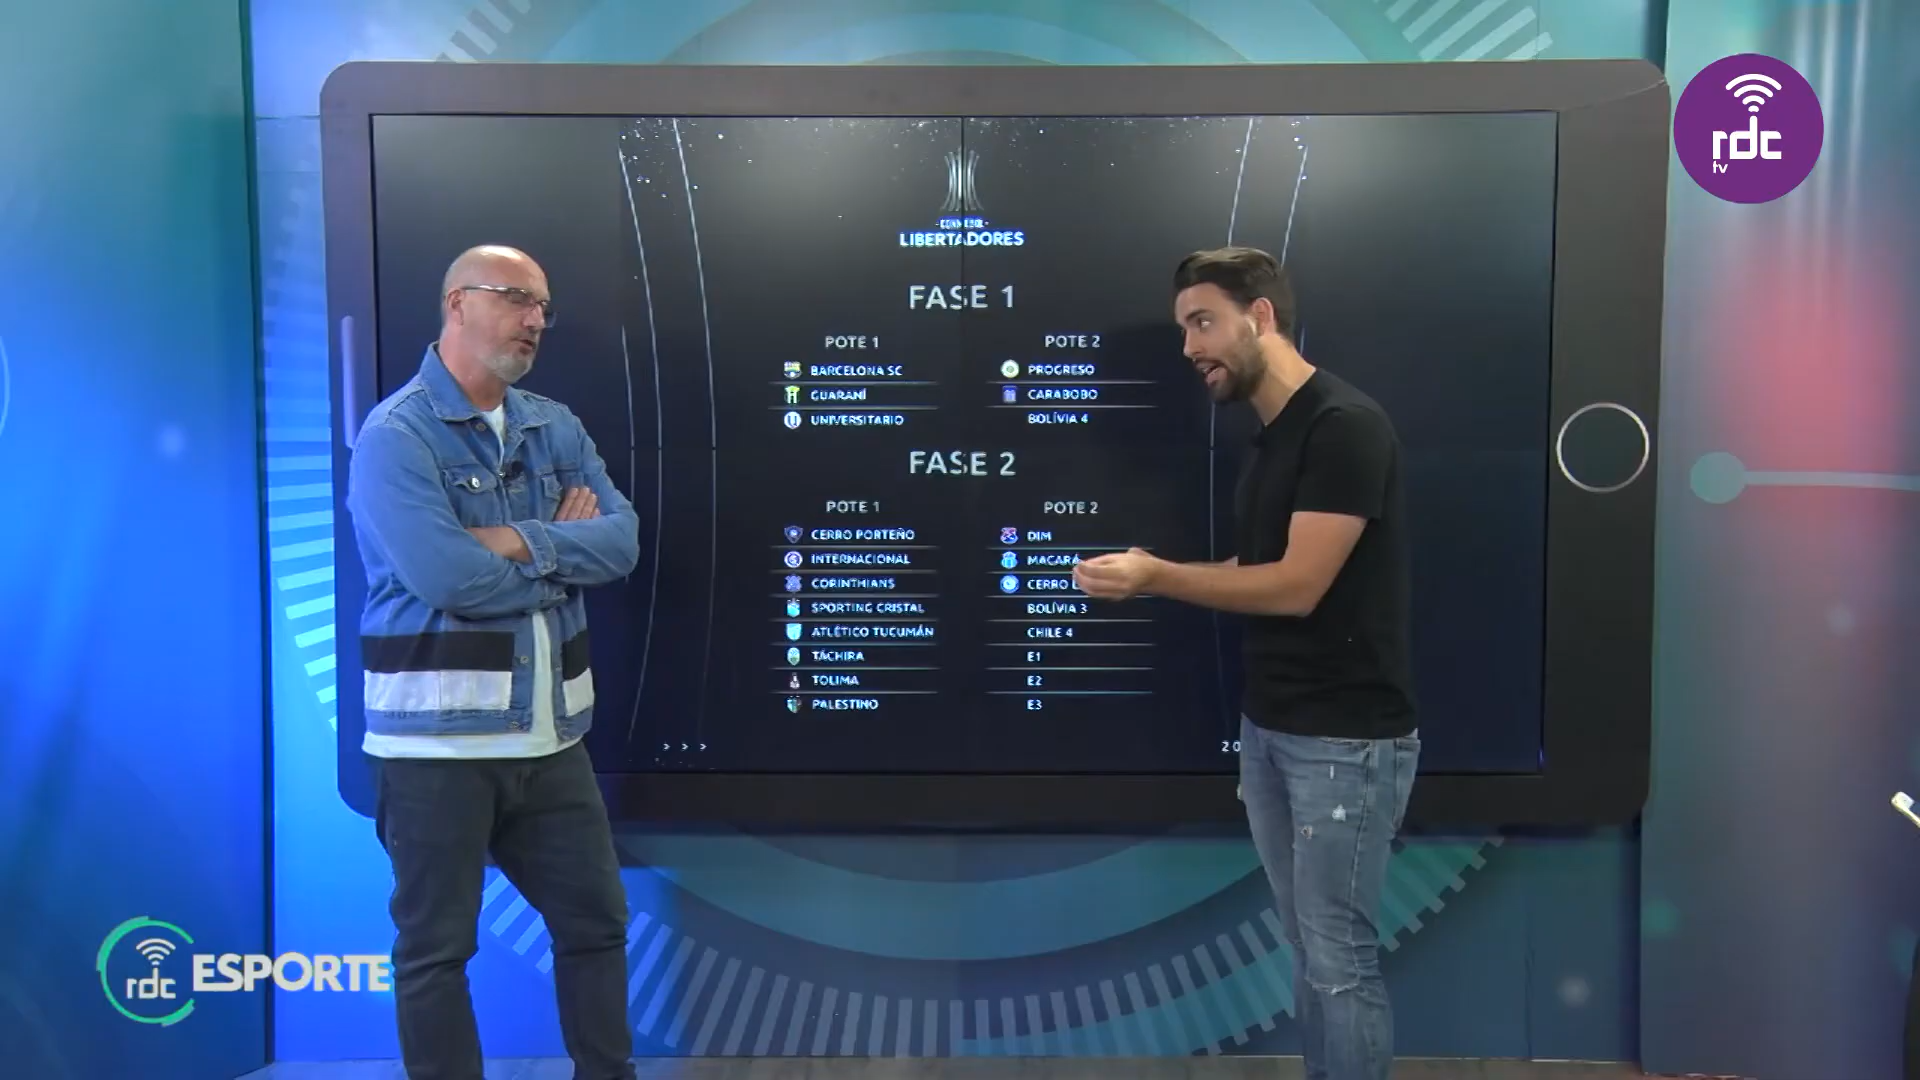 rdc
tv
CONMEBOL
LIBERTADORES
FASE 1
POTE 1
BARCELONA SC
GUARANÍ
UNIVERSITARIO
POTE 2
PROGRESO
CARABOBO
BOLÍVIA 4
FASE 2
POTE 1
CERRO PORTEÑO
INTERNACIONAL
CORINTHIANS
SPORTING CRISTAL
ATLÉTICO TUCUMÁN
TÁCHIRA
TOLIMA
PALESTINO
POTE 2
DIM
MACARÁ
CERRO
BOLÍVIA 3
CHILE 4
E1
E2
E3
> > >
20
rdc ESPORTE